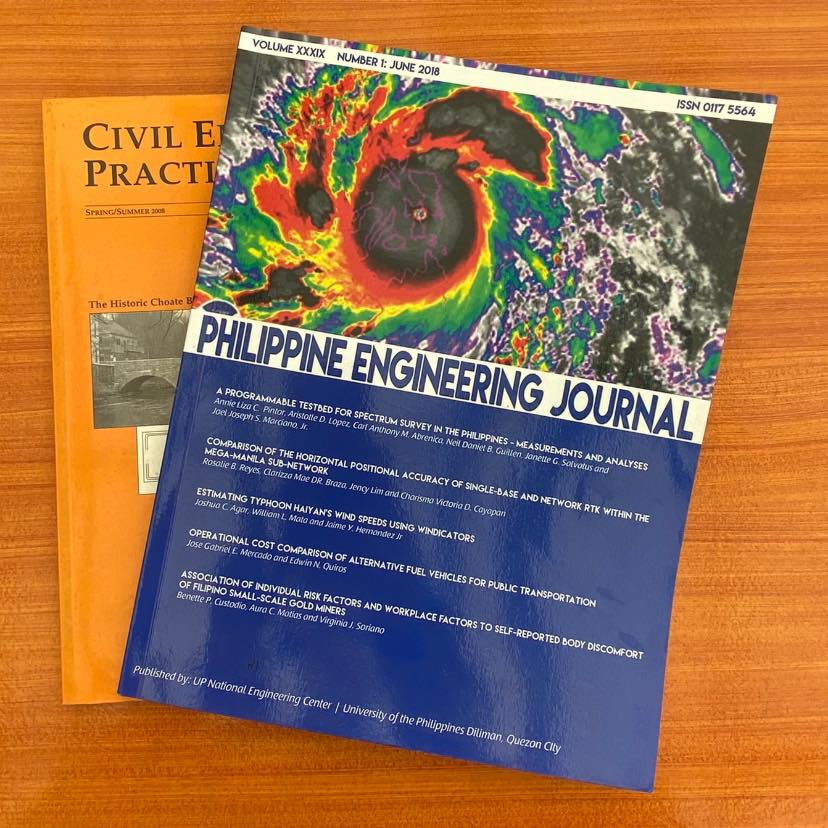 VOLUME XXXIX NUMBER 1: JUNE 2018
ISSN 0117 5564
PHILIPPINE ENGINEERING JOURNAL
A PROGRAMMABLE TESTBED FOR SPECTRUM SURVEY IN THE PHILIPPINES – MEASUREMENTS AND ANALYSES
Annie Liza C. Pintor, Aristotle D. Lopez, Carl Anthony M. Abrenica, Neil Daniel B. Guillen, Janette G. Salvatus and
Joel Joseph S. Marciano, Jr.
COMPARISON OF THE HORIZONTAL POSITIONAL ACCURACY OF SINGLE-BASE AND NETWORK RTK WITHIN THE
MEGA-MANILA SUB-NETWORK
Rosalie B. Reyes, Clarizza Mae DR. Braza, Jency Lim and Charisma Victoria D. Cayapan
ESTIMATING TYPHOON HAIYAN'S WIND SPEEDS USING WINDICATORS
Joshua C. Agar, William L. Mata and Jaime Y. Hernandez Jr
OPERATIONAL COST COMPARISON OF ALTERNATIVE FUEL VEHICLES FOR PUBLIC TRANSPORTATION
Jose Gabriel E. Mercado and Edwin N. Quiros
ASSOCIATION OF INDIVIDUAL RISK FACTORS AND WORKPLACE FACTORS TO SELF-REPORTED BODY DISCOMFORT
OF FILIPINO SMALL-SCALE GOLD MINERS
Benette P. Custodio, Aura C. Matias and Virginia J. Soriano
Published by: UP National Engineering Center | University of the Philippines Diliman, Quezon City
CIVIL E
PRACTI
SPRING/SUMMER 2008
The Historic Choate B